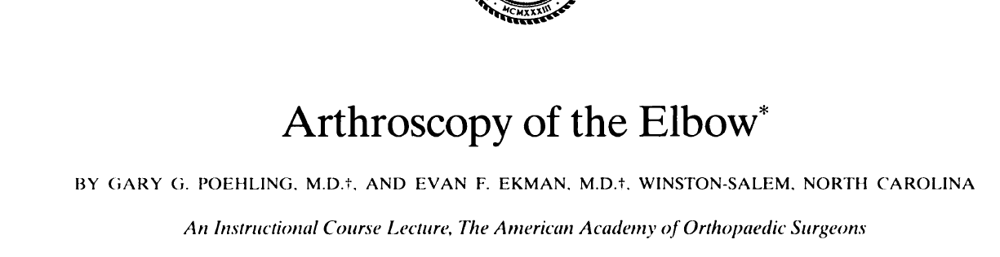 · MCMXXXIII ·
Arthroscopy of the Elbow*
BY GARY G. POEHLING, M.D.†, AND EVAN F. EKMAN, M.D.†, WINSTON-SALEM, NORTH CAROLINA
An Instructional Course Lecture, The American Academy of Orthopaedic Surgeons